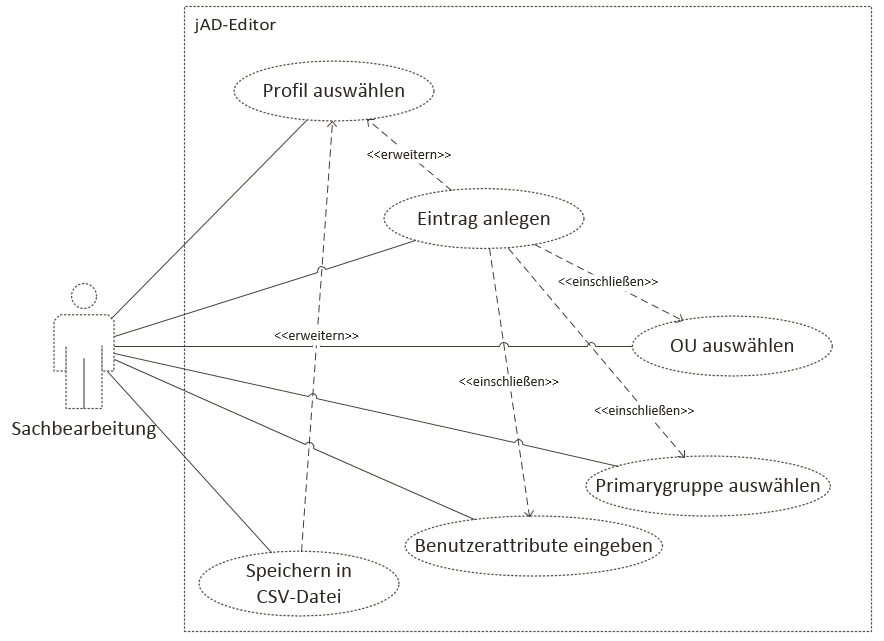 jAD-Editor
Profil auswählen
<<erweitern>>
Eintrag anlegen
<<einschließen>>
<<erweitern>>
OU auswählen
<<einschließen>>
<<einschließen>>
Sachbearbeitung
Primarygruppe auswählen
Benutzerattribute eingeben
Speichern in
CSV-Datei